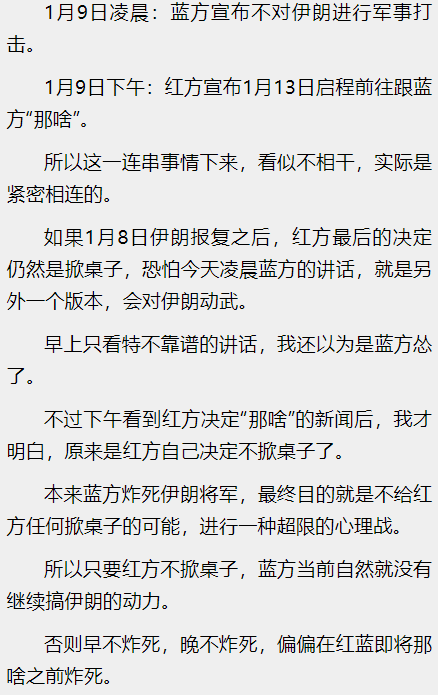 1月9日凌晨：蓝方宣布不对伊朗进行军事打
击。
1月9日下午：红方宣布1月13日启程前往跟蓝
方“那啥”。
所以这一连串事情下来，看似不相干，实际是
紧密相连的。
如果1月8日伊朗报复之后，红方最后的决定
仍然是掀桌子，恐怕今天凌晨蓝方的讲话，就是另
外一个版本，会对伊朗动武。
早上只看特不靠谱的讲话，我还以为是蓝方怂
了。
不过下午看到红方决定“那啥”的新闻后，我才
明白，原来是红方自己决定不掀桌子了。
本来蓝方炸死伊朗将军，最终目的就是不给红
方任何掀桌子的可能，进行一种超限的心理战。
所以只要红方不掀桌子，蓝方当前自然就没有
继续搞伊朗的动力。
否则早不炸死，晚不炸死，偏偏在红蓝即将那
啥之前炸死。